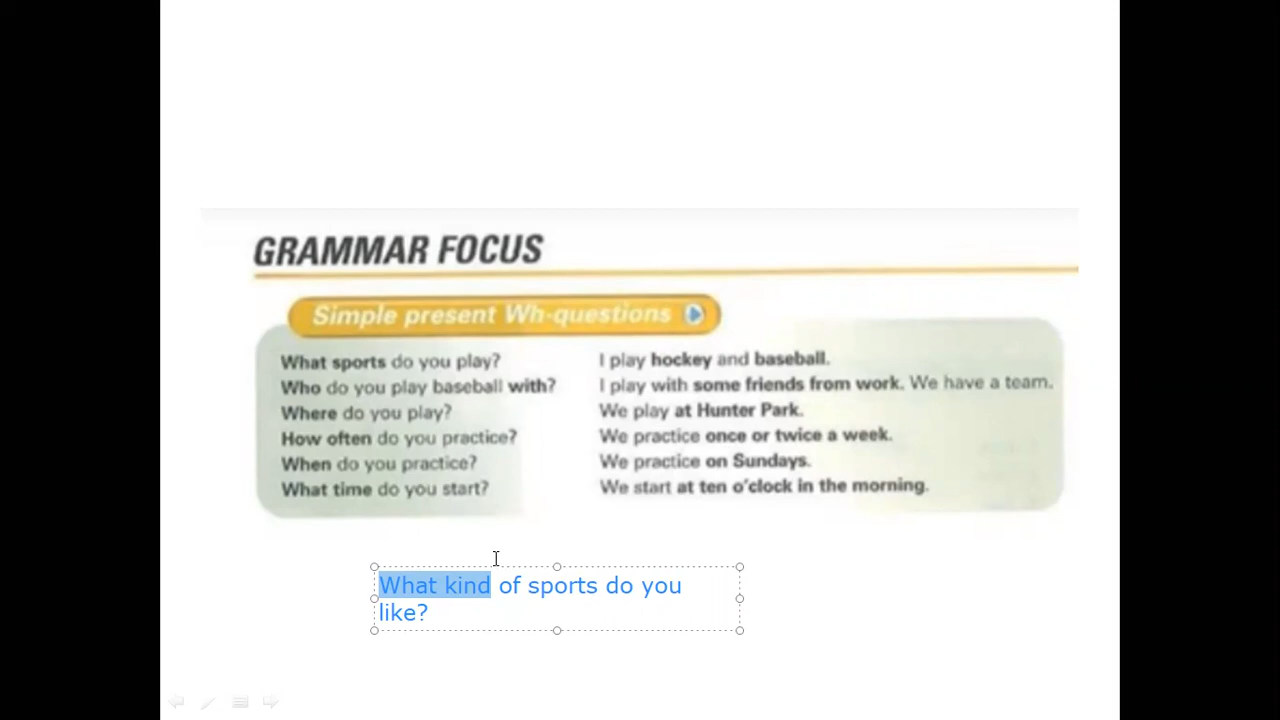 GRAMMAR FOCUS
Simple present Wh-questions
What sports do you play? I play hockey and baseball.
Who do you play baseball with? I play with some friends from work. We have a team.
Where do you play? We play at Hunter Park.
How often do you practice? We practice once or twice a week.
When do you practice? We practice on Sundays.
What time do you start? We start at ten o'clock in the morning.
What kind of sports do you
like?